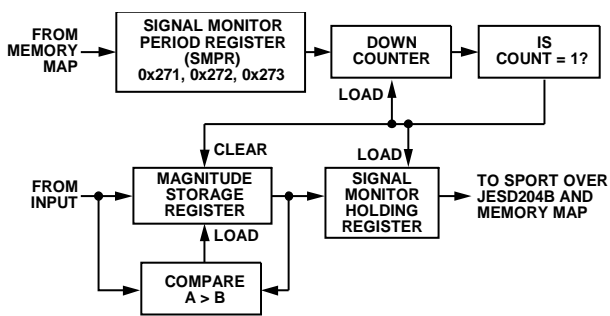 FROM
MEMORY
MAP
SIGNAL MONITOR
PERIOD REGISTER
(SMPR)
0x271, 0x272, 0x273
DOWN
COUNTER
IS
COUNT = 1?
LOAD
CLEAR
LOAD
FROM
INPUT
MAGNITUDE
STORAGE
REGISTER
SIGNAL
MONITOR
HOLDING
REGISTER
TO SPORT OVER
JESD204B AND
MEMORY MAP
LOAD
COMPARE
A > B